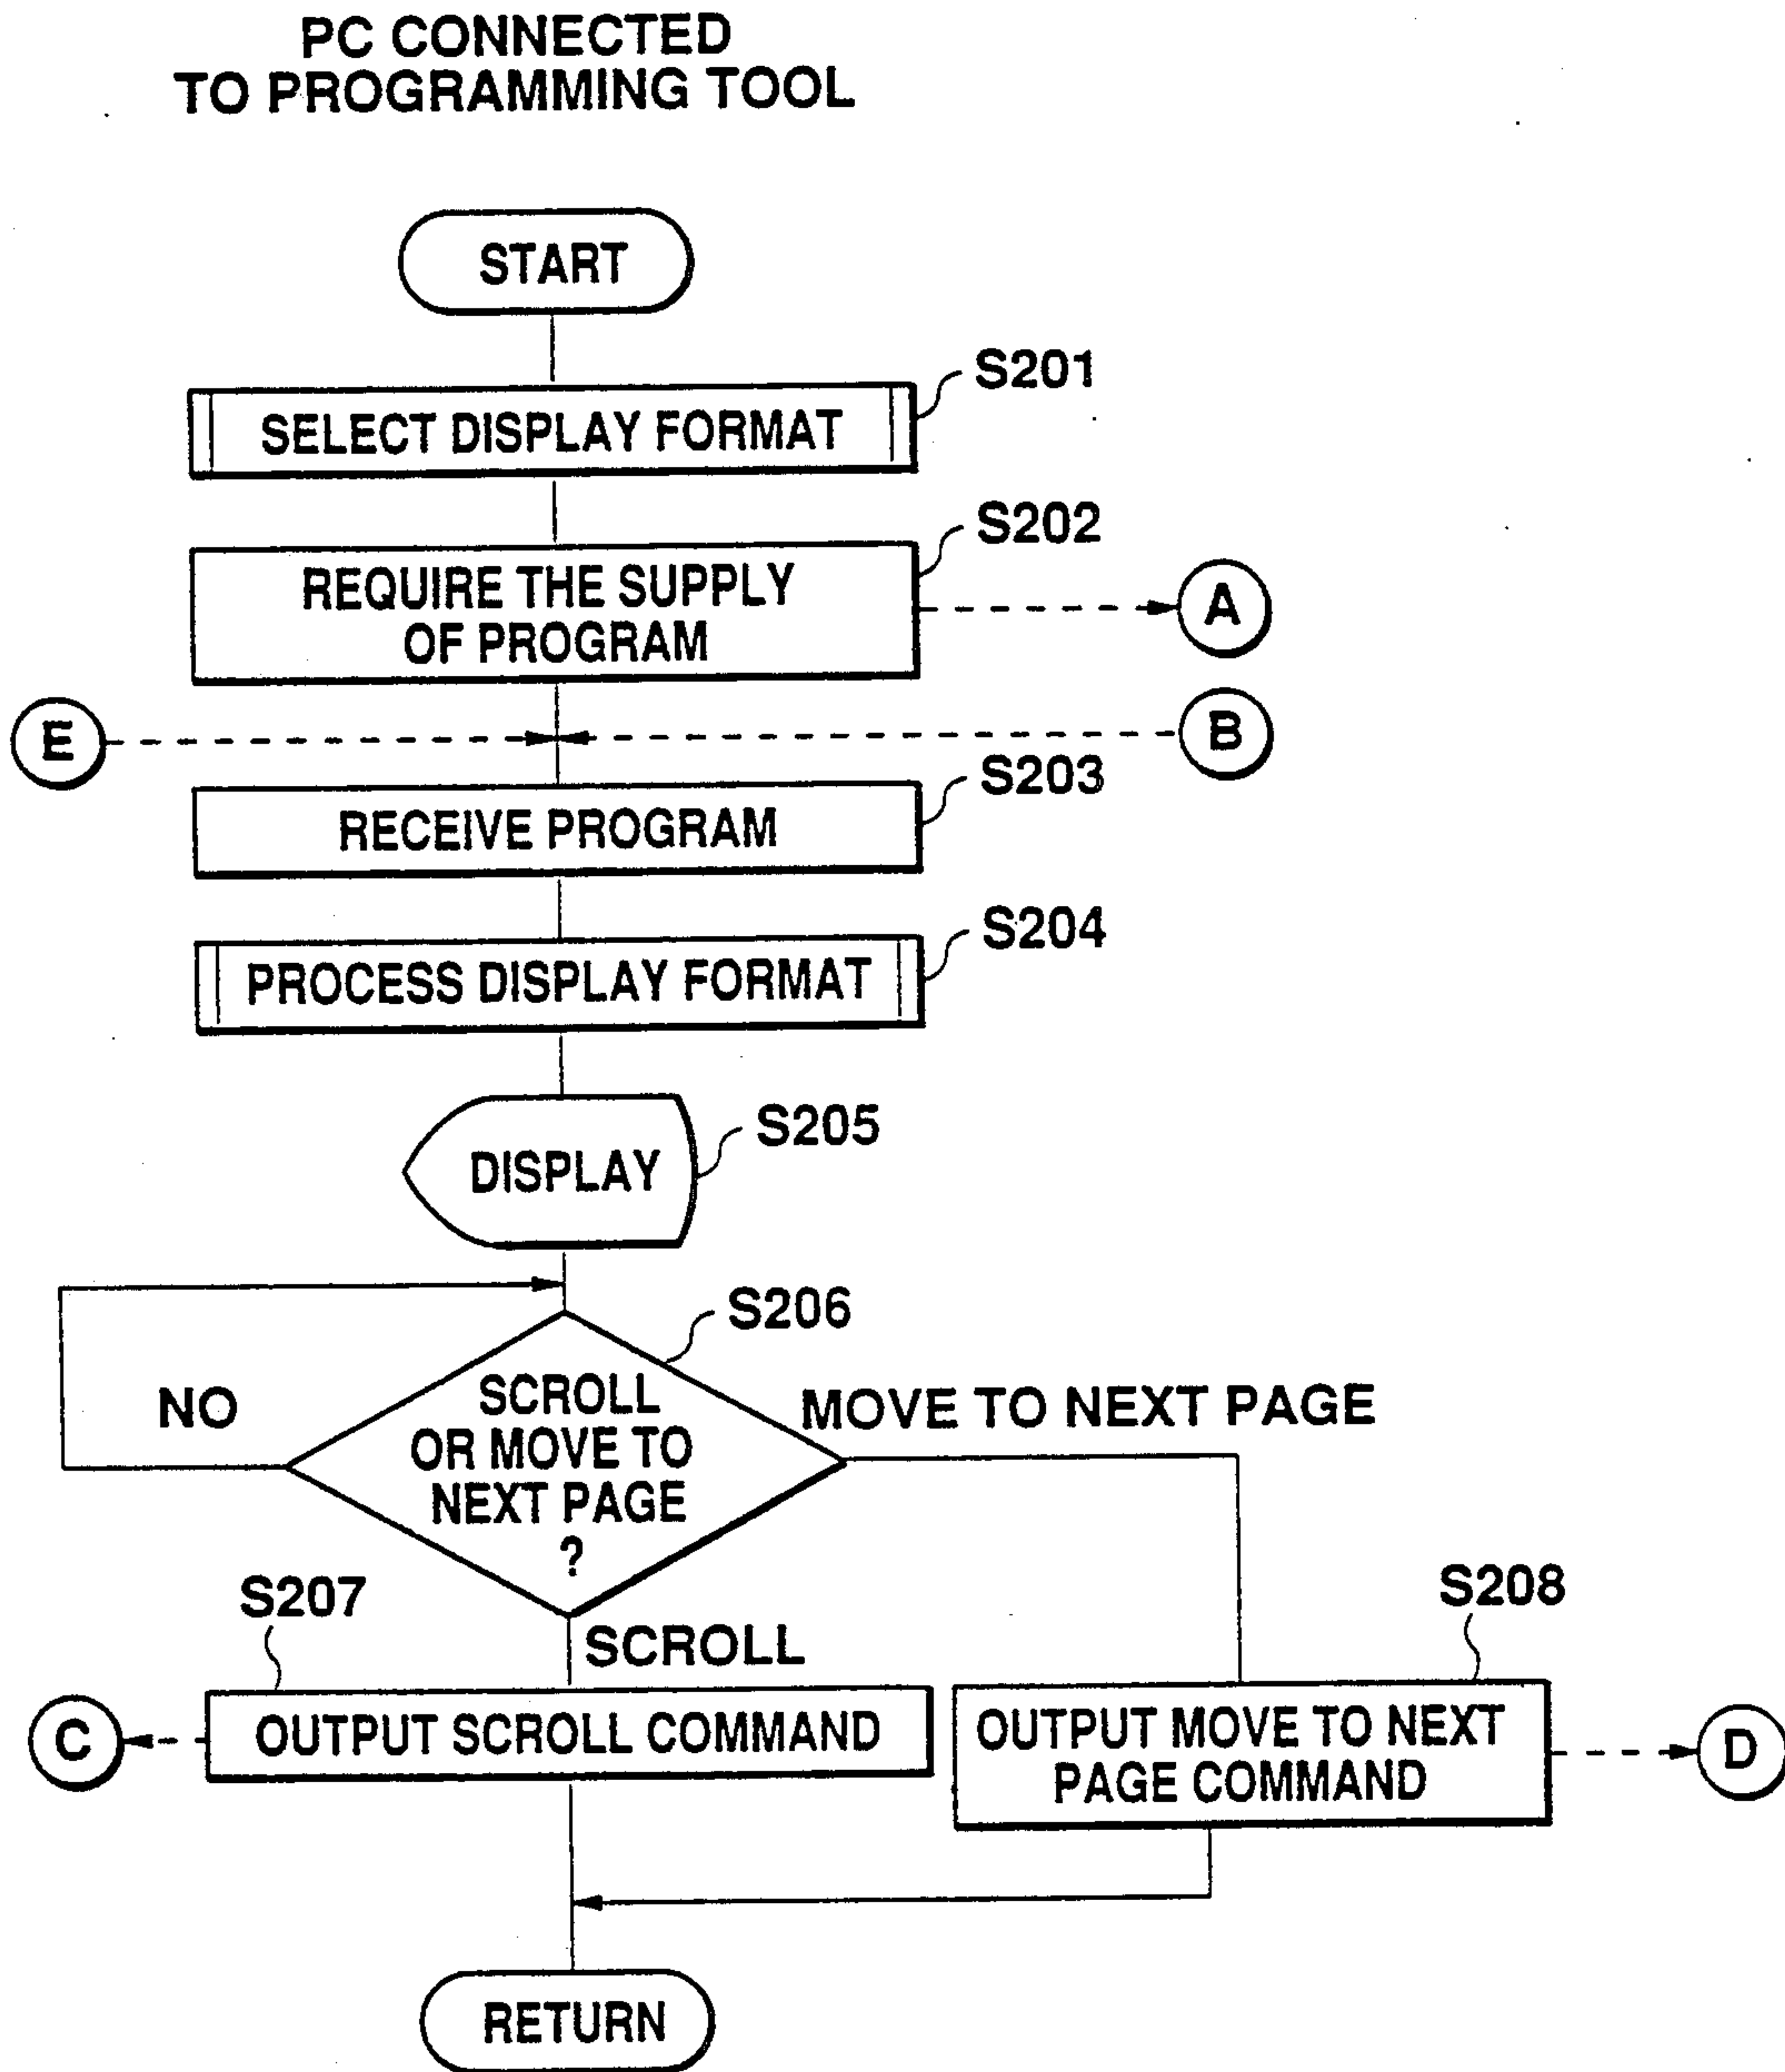 PC CONNECTED
TO PROGRAMMING TOOL
START
S201
SELECT DISPLAY FORMAT
S202
REQUIRE THE SUPPLY
OF PROGRAM
A
E
B
S203
RECEIVE PROGRAM
S204
PROCESS DISPLAY FORMAT
S205
DISPLAY
S206
NO
SCROLL
OR MOVE TO
NEXT PAGE
?
MOVE TO NEXT PAGE
S207
SCROLL
S208
C
OUTPUT SCROLL COMMAND
OUTPUT MOVE TO NEXT
PAGE COMMAND
D
RETURN